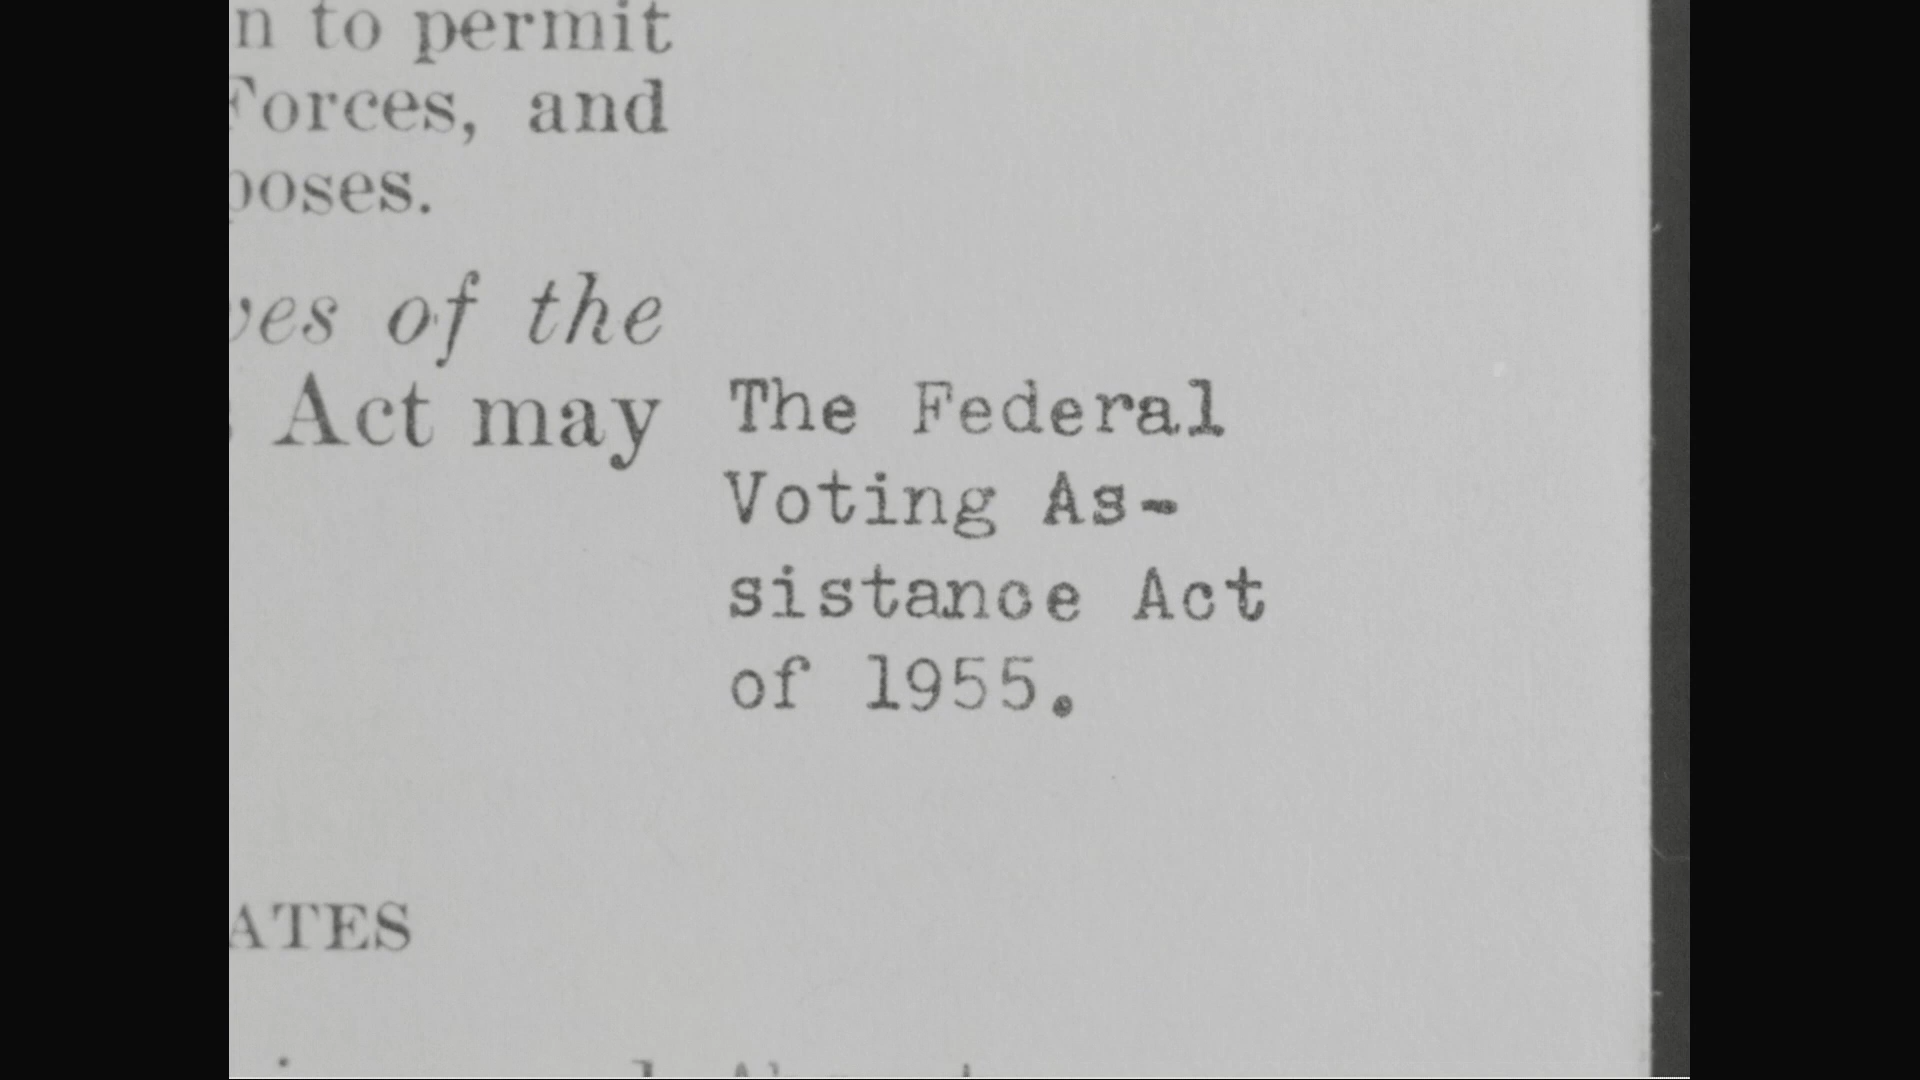 n to permit
Forces, and
poses.
ves of the
Act may The Federal
Voting As-
sistance Act
of 1955.
ATES